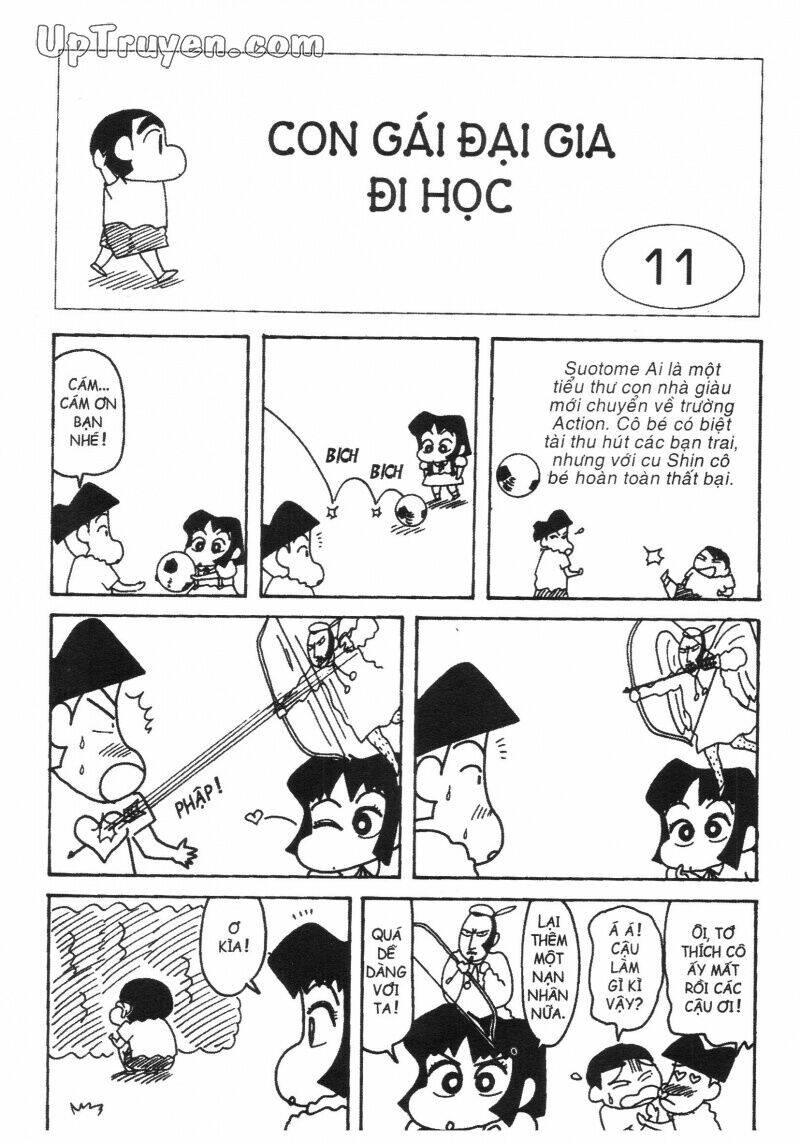 UpTruyen.com
CON GÁI ĐẠI GIA
ĐI HỌC
11
Suotome Ai là một
tiểu thư con nhà giàu
mới chuyển về trường
Action. Cô bé có biệt
tài thu hút các bạn trai,
nhưng với cu Shin cô
bé hoàn toàn thất bại.
BỊCH
BỊCH
CÁM...
CÁM ƠN
BẠN
NHÉ!
PHẬP!
ÔI, TỚ
THÍCH CÔ
ẤY MẤT
RỒI CÁC
CẬU ƠI!
Á Á!
CẬU
LÀM
GÌ KÌ
VẬY?
LẠI
THÊM
MỘT
NẠN
NHÂN
NỮA.
QUÁ
DỄ
DÀNG
VỚI
TA!
Ơ
KÌA!